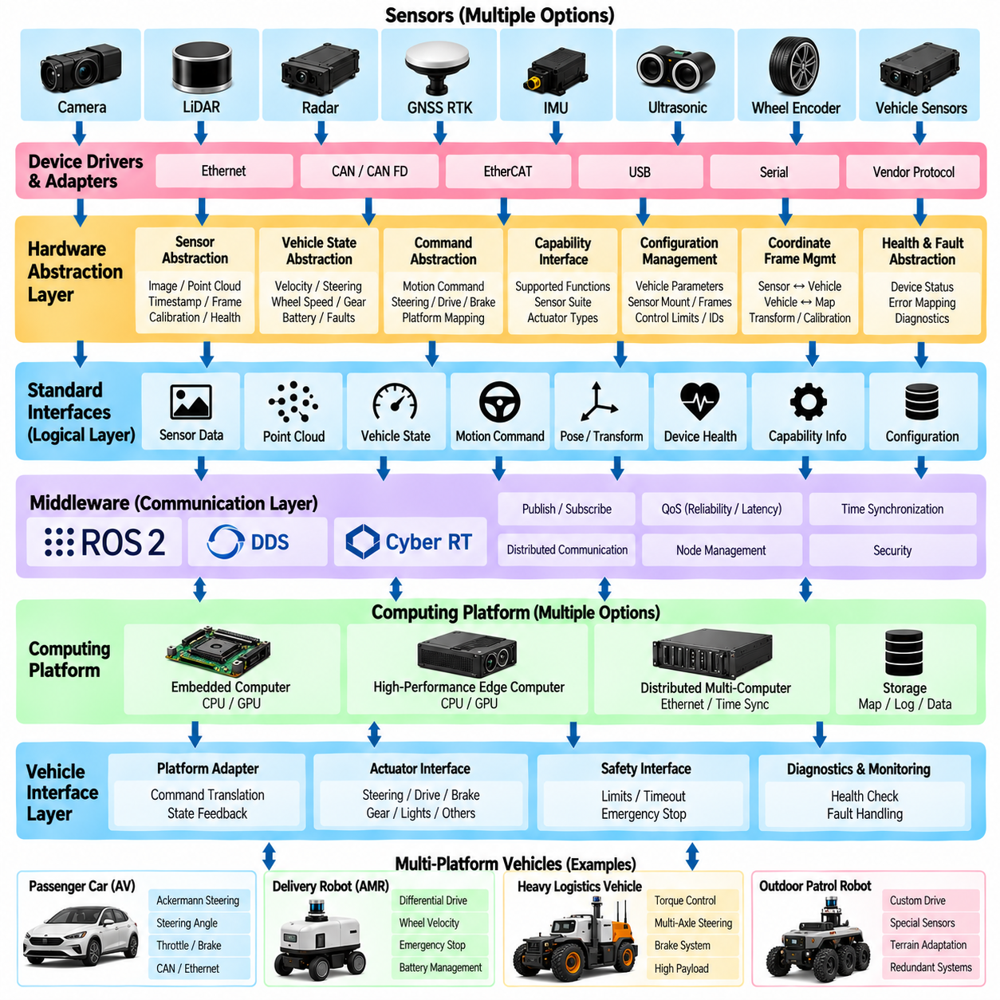 Sensors (Multiple Options)
Camera
LiDAR
Radar
GNSS RTK
IMU
Ultrasonic
Wheel Encoder
Vehicle Sensors
Device Drivers
& Adapters
Ethernet
CAN / CAN FD
EtherCAT
USB
Serial
Vendor Protocol
Hardware
Abstraction
Layer
Sensor
Abstraction
Image / Point Cloud
Timestamp / Frame
Calibration / Health
Vehicle State
Abstraction
Velocity / Steering
Wheel Speed / Gear
Battery / Faults
Command
Abstraction
Motion Command
Steering / Drive / Brake
Platform Mapping
Capability
Interface
Supported Functions
Sensor Suite
Actuator Types
Configuration
Management
Vehicle Parameters
Sensor Mount / Frames
Control Limits / IDs
Coordinate
Frame Mgmt
Sensor ↔ Vehicle
Vehicle ↔ Map
Transform / Calibration
Health & Fault
Abstraction
Device Status
Error Mapping
Diagnostics
Standard
Interfaces
(Logical Layer)
Sensor Data
Point Cloud
Vehicle State
Motion Command
Pose / Transform
Device Health
Capability Info
Configuration
Middleware (Communication Layer)
ROS 2
DDS
Cyber RT
Publish / Subscribe
QoS (Reliability / Latency)
Time Synchronization
Distributed Communication
Node Management
Security
Computing Platform (Multiple Options)
Computing
Platform
Embedded Computer
CPU / GPU
High-Performance Edge Computer
CPU / GPU
Distributed Multi-Computer
Ethernet / Time Sync
Storage
Map / Log / Data
Vehicle
Interface
Layer
Platform Adapter
Command Translation
State Feedback
Actuator Interface
Steering / Drive / Brake
Gear / Lights / Others
Safety Interface
Limits / Timeout
Emergency Stop
Diagnostics & Monitoring
Health Check
Fault Handling
Multi-Platform Vehicles (Examples)
Passenger Car (AV)
Ackermann Steering
Steering Angle
Throttle / Brake
CAN / Ethernet
Delivery Robot (AMR)
Differential Drive
Wheel Velocity
Emergency Stop
Battery Management
Heavy Logistics Vehicle
Torque Control
Multi-Axle Steering
Brake System
High Payload
Outdoor Patrol Robot
Custom Drive
Special Sensors
Terrain Adaptation
Redundant Systems